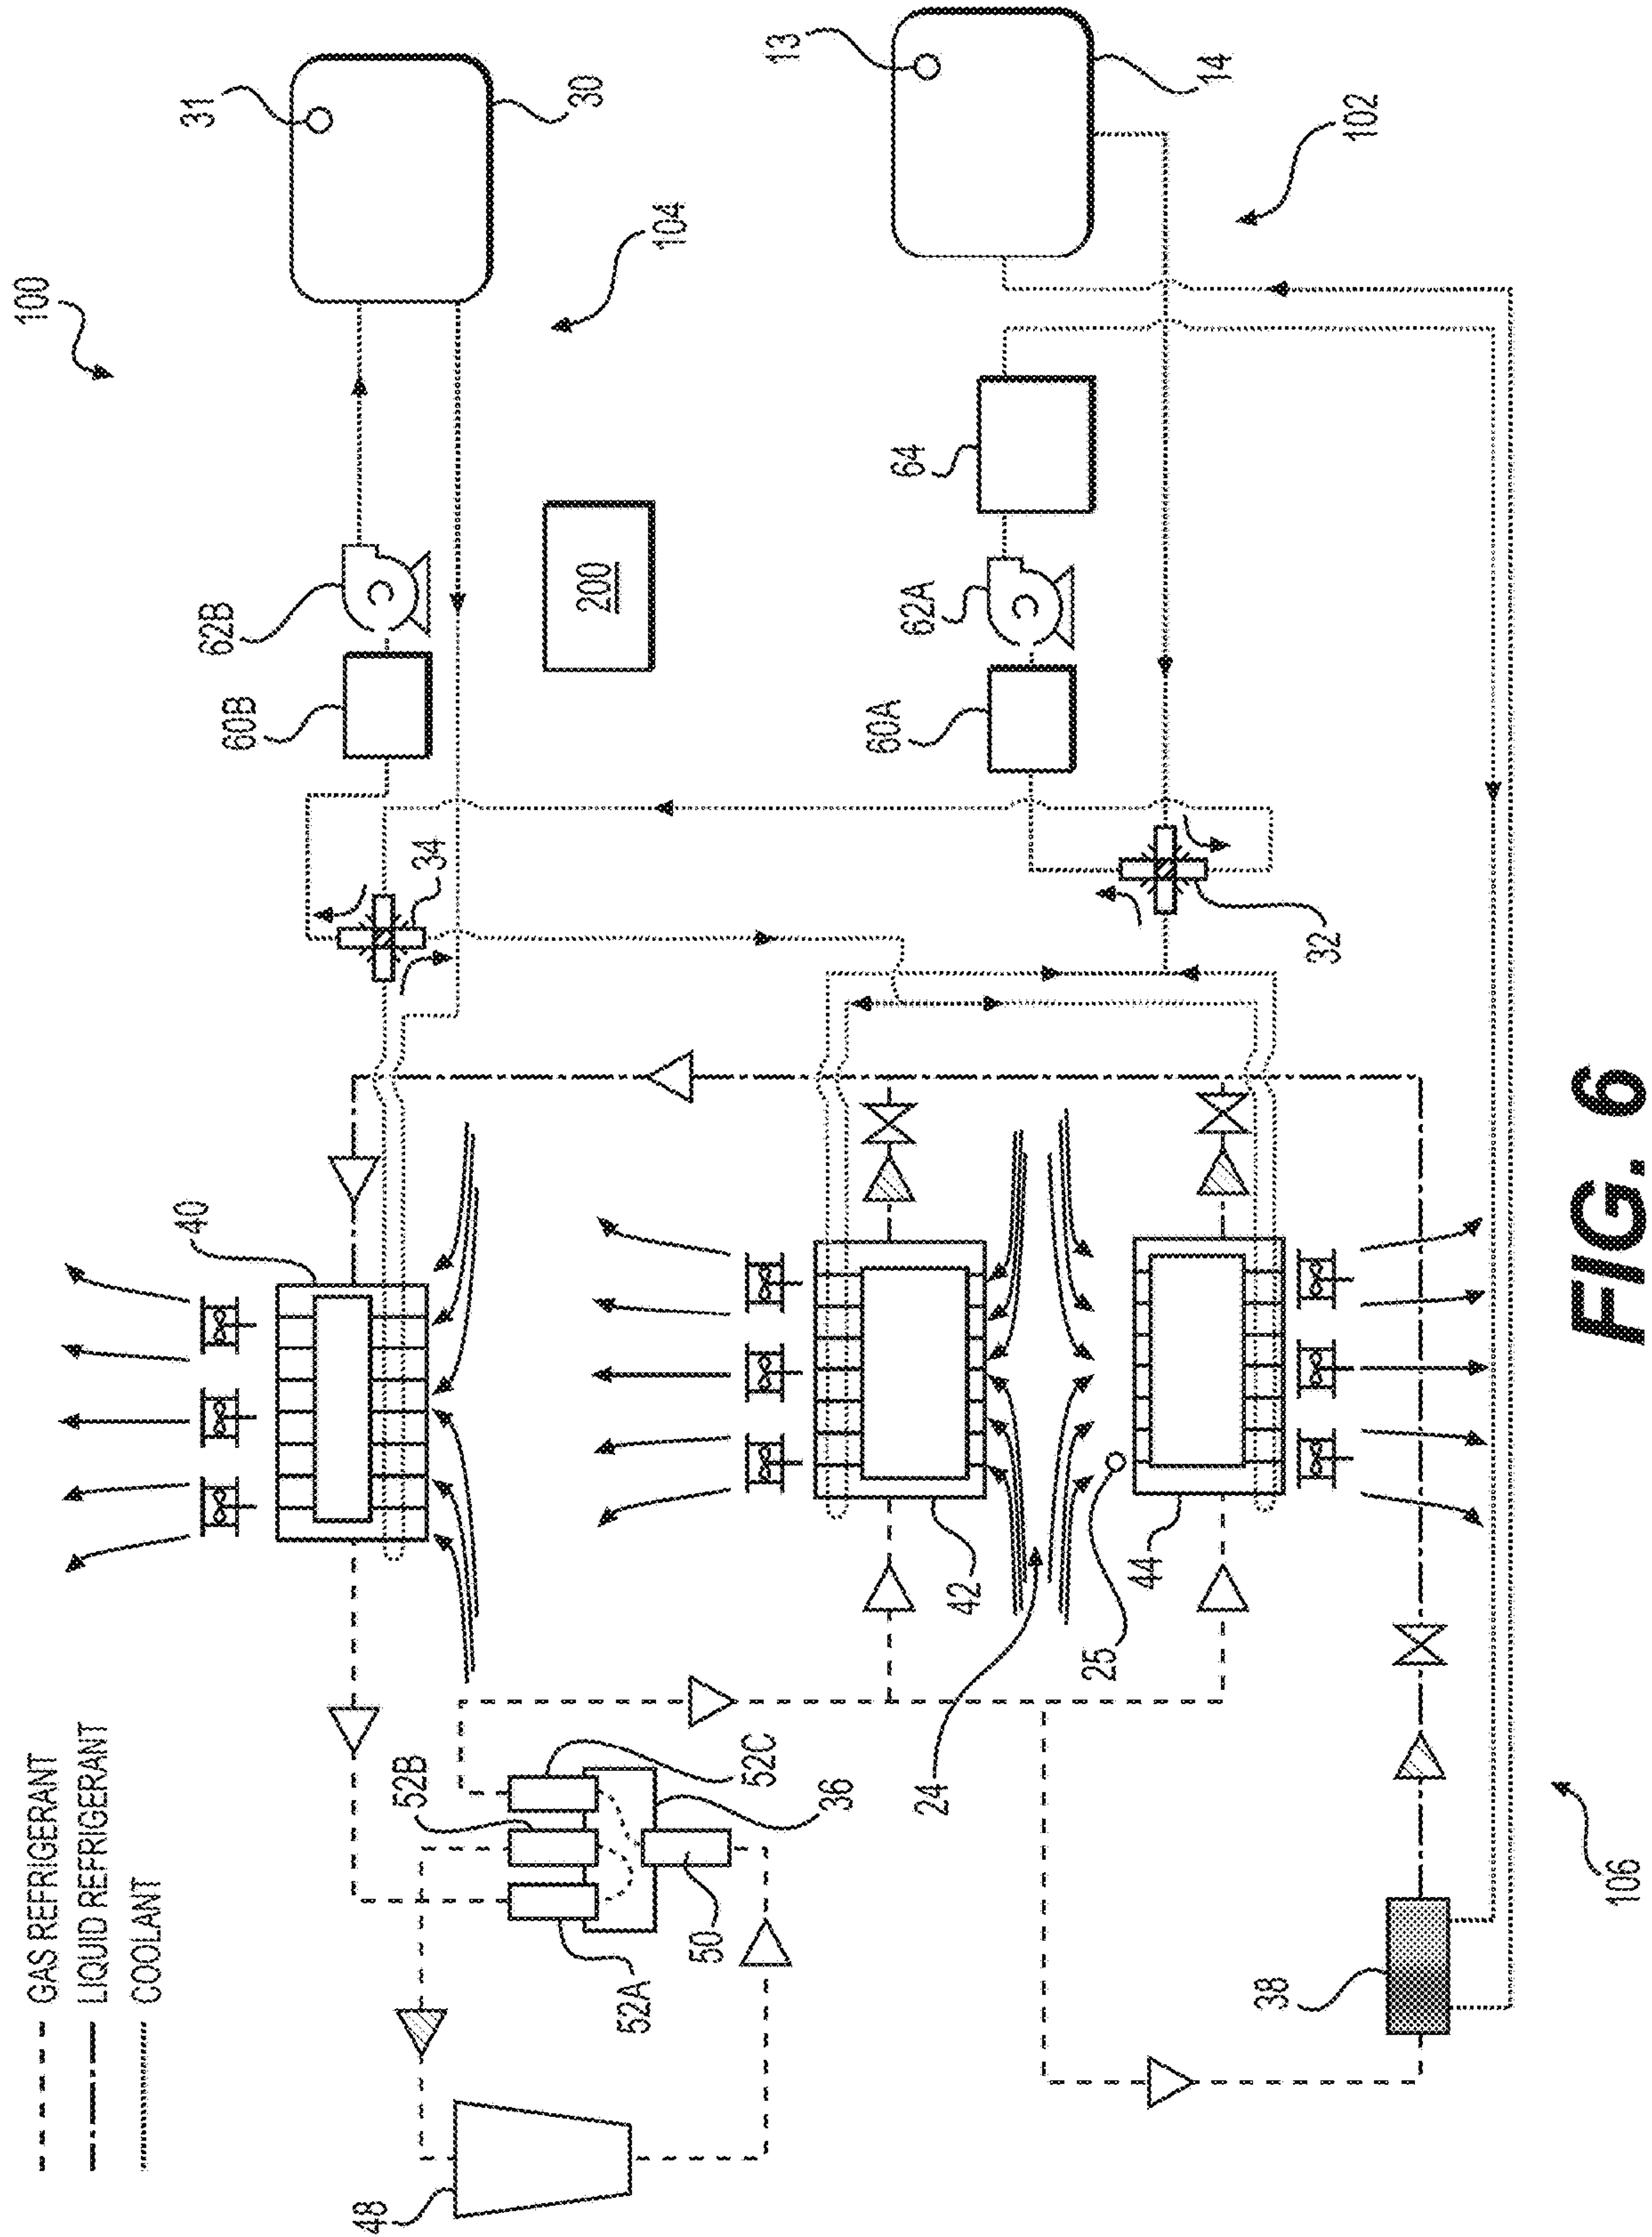 GAS REFRIGERANT
LIQUID REFRIGERANT
COOLANT
100
31
30
104
13
14
102
62B
60B
200
64
62A
60A
34
32
40
42
44
25
24
52B
52C
36
50
52A
48
38
106
FIG. 6